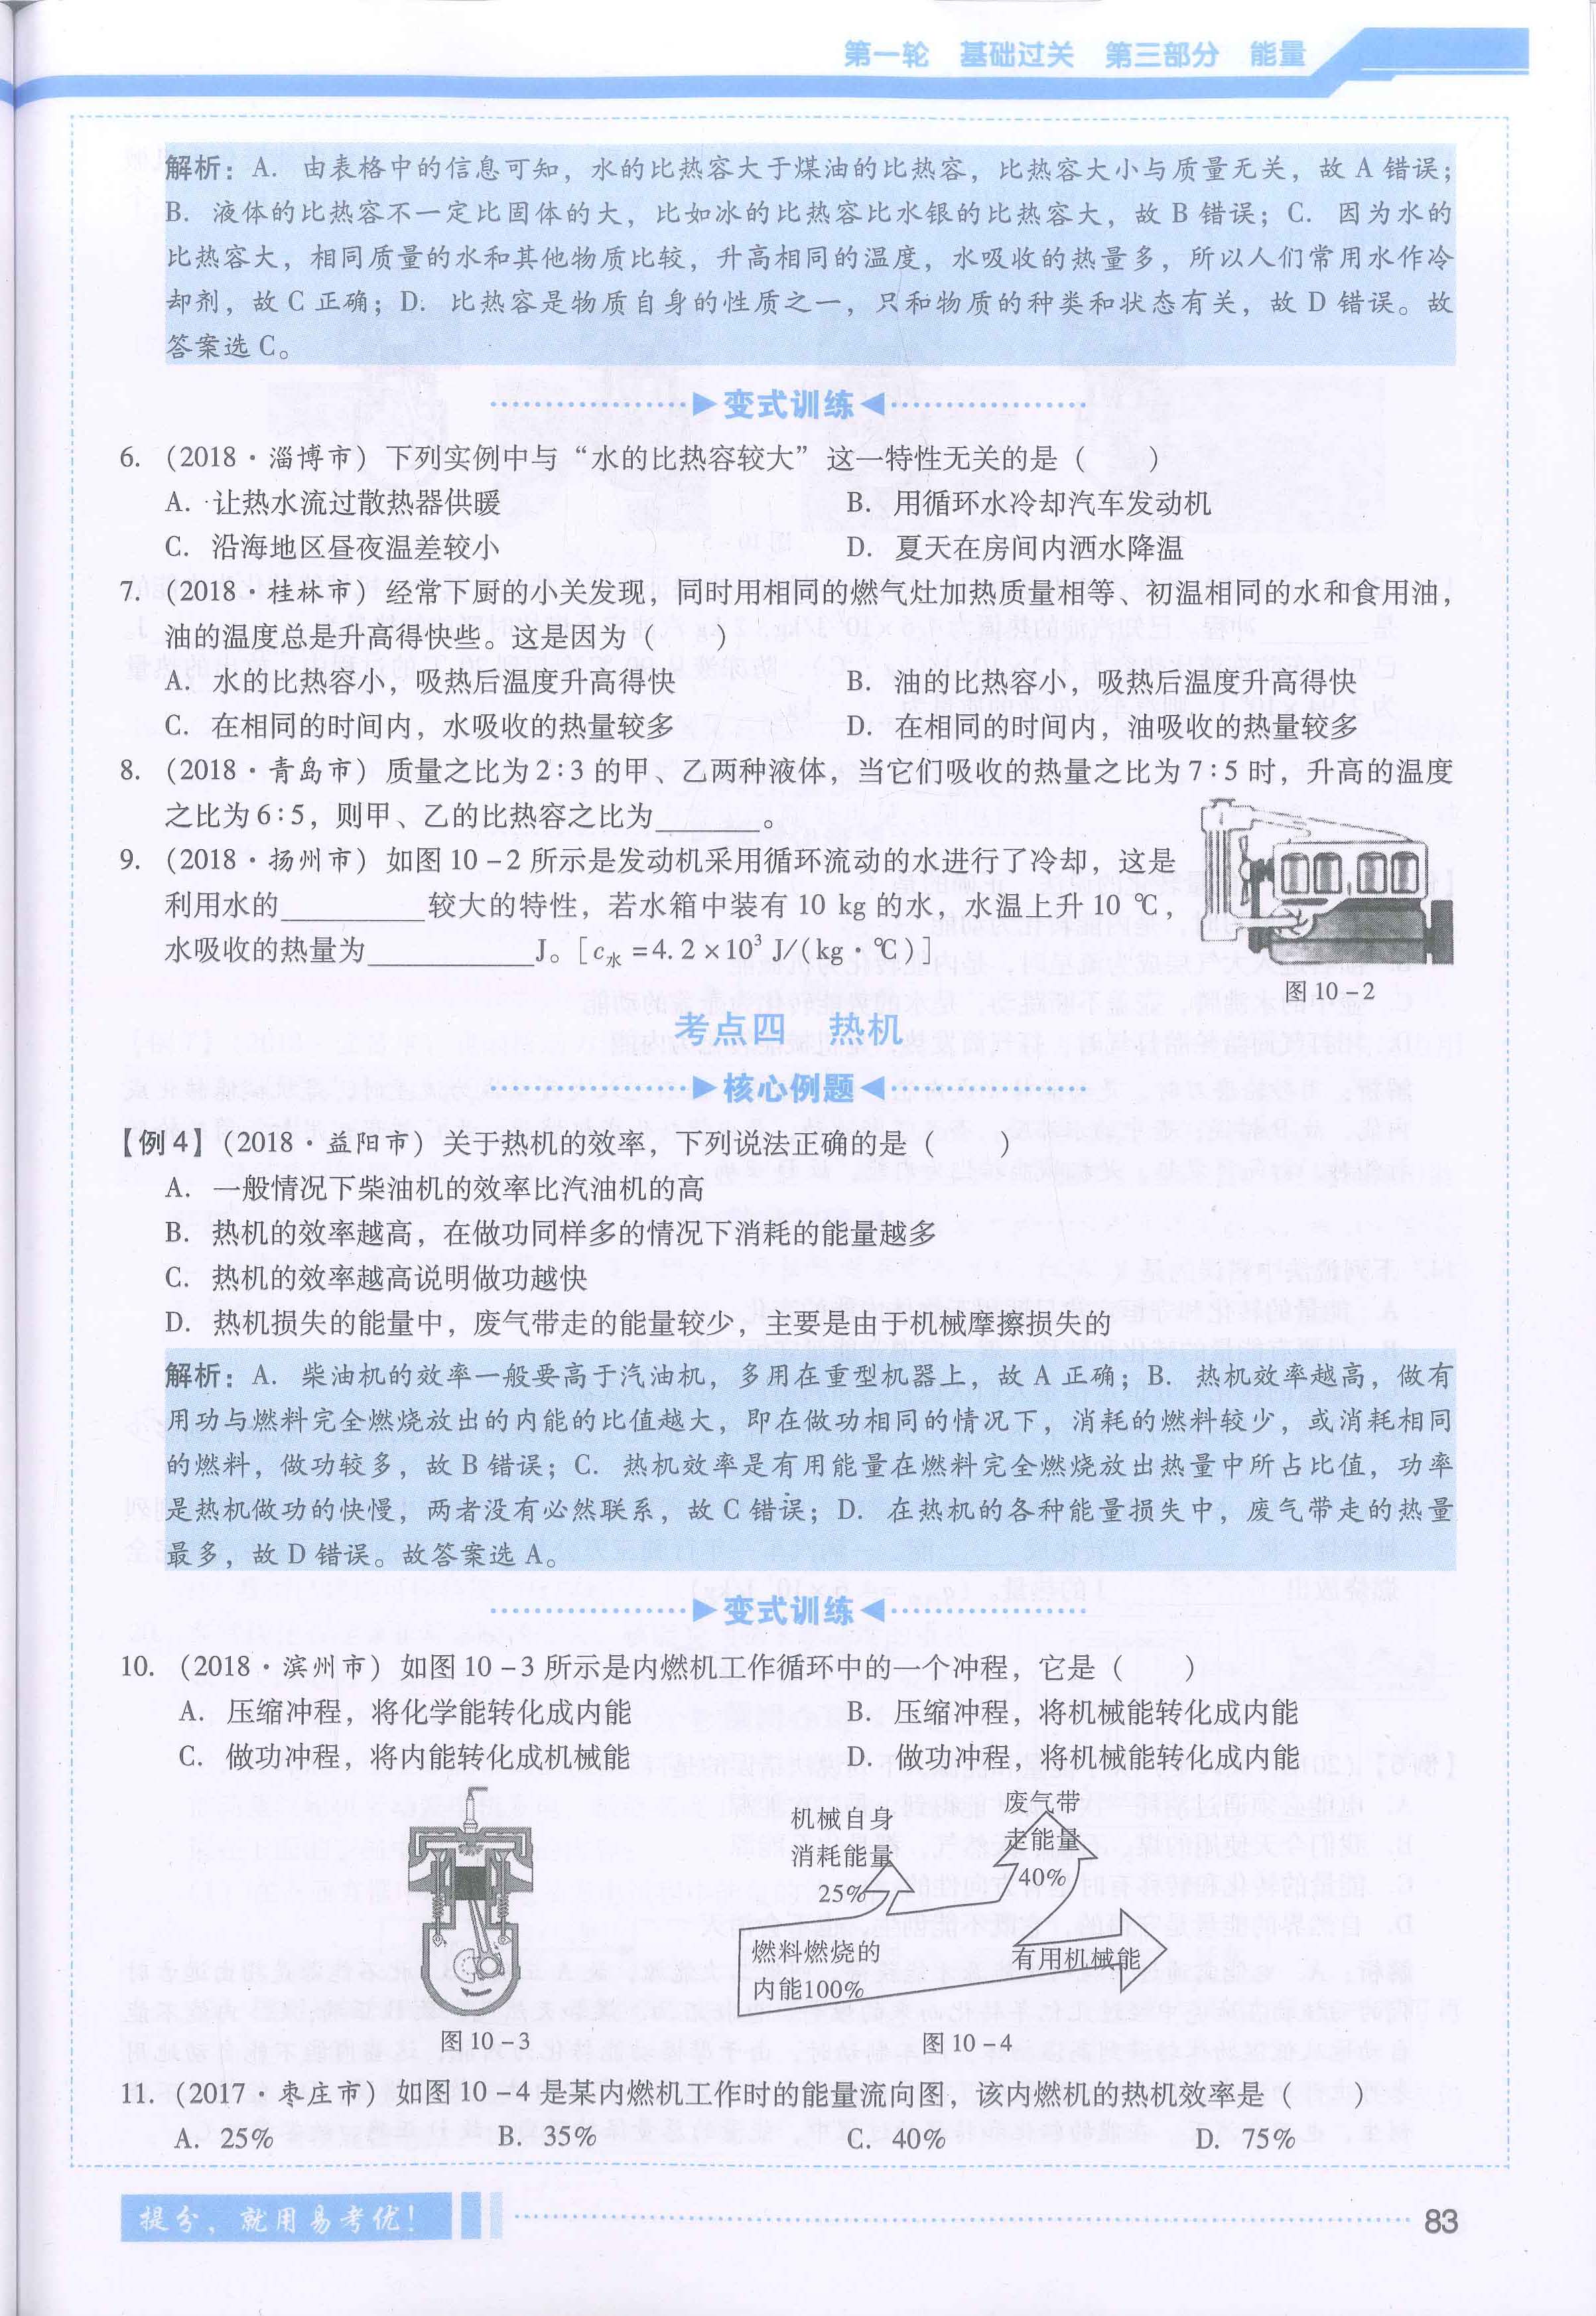 第一轮 基础过关 第三部分 能量
解析：A. 由表格中的信息可知，水的比热容大于煤油的比热容，比热容大小与质量无关，故 A 错误；
B. 液体的比热容不一定比固体的大，比如冰的比热容比水银的比热容大，故 B 错误；C. 因为水的
比热容大，相同质量的水和其他物质比较，升高相同的温度，水吸收的热量多，所以人们常用水作冷
却剂，故 C 正确；D. 比热容是物质自身的性质之一，只和物质的种类和状态有关，故 D 错误。故
答案选 C。
变式训练
6. (2018·淄博市) 下列实例中与“水的比热容较大”这一特性无关的是（　　）
A. 让热水流过散热器供暖 B. 用循环水冷却汽车发动机
C. 沿海地区昼夜温差较小 D. 夏天在房间内洒水降温
7. (2018·桂林市) 经常下厨的小关发现，同时用相同的燃气灶加热质量相等、初温相同的水和食用油，
油的温度总是升高得快些。这是因为（　　）
A. 水的比热容小，吸热后温度升高得快 B. 油的比热容小，吸热后温度升高得快
C. 在相同的时间内，水吸收的热量较多 D. 在相同的时间内，油吸收的热量较多
8. (2018·青岛市) 质量之比为 2∶3 的甲、乙两种液体，当它们吸收的热量之比为 7∶5 时，升高的温度
之比为 6∶5，则甲、乙的比热容之比为______。
9. (2018·扬州市) 如图 10－2 所示是发动机采用循环流动的水进行了冷却，这是
利用水的________较大的特性，若水箱中装有 10 kg 的水，水温上升 10 ℃，
水吸收的热量为__________J。[c水＝4.2×10³ J/(kg·℃)]
图 10－2
考点四 热机
核心例题
【例 4】(2018·益阳市) 关于热机的效率，下列说法正确的是（　　）
A. 一般情况下柴油机的效率比汽油机的高
B. 热机的效率越高，在做功同样多的情况下消耗的能量越多
C. 热机的效率越高说明做功越快
D. 热机损失的能量中，废气带走的能量较少，主要是由于机械摩擦损失的
解析：A. 柴油机的效率一般要高于汽油机，多用在重型机器上，故 A 正确；B. 热机效率越高，做有
用功与燃料完全燃烧放出的内能的比值越大，即在做功相同的情况下，消耗的燃料较少，或消耗相同
的燃料，做功较多，故 B 错误；C. 热机效率是有用能量在燃料完全燃烧放出热量中所占比值，功率
是热机做功的快慢，两者没有必然联系，故 C 错误；D. 在热机的各种能量损失中，废气带走的热量
最多，故 D 错误。故答案选 A。
变式训练
10. (2018·滨州市) 如图 10－3 所示是内燃机工作循环中的一个冲程，它是（　　）
A. 压缩冲程，将化学能转化成内能 B. 压缩冲程，将机械能转化成内能
C. 做功冲程，将内能转化成机械能 D. 做功冲程，将机械能转化成内能
机械自身
消耗能量
25%
废气带
走能量
40%
燃料燃烧的
内能100%
有用机械能
图 10－3 图 10－4
11. (2017·枣庄市) 如图 10－4 是某内燃机工作时的能量流向图，该内燃机的热机效率是（　　）
A. 25% B. 35% C. 40% D. 75%
提分，就用易考优！
83